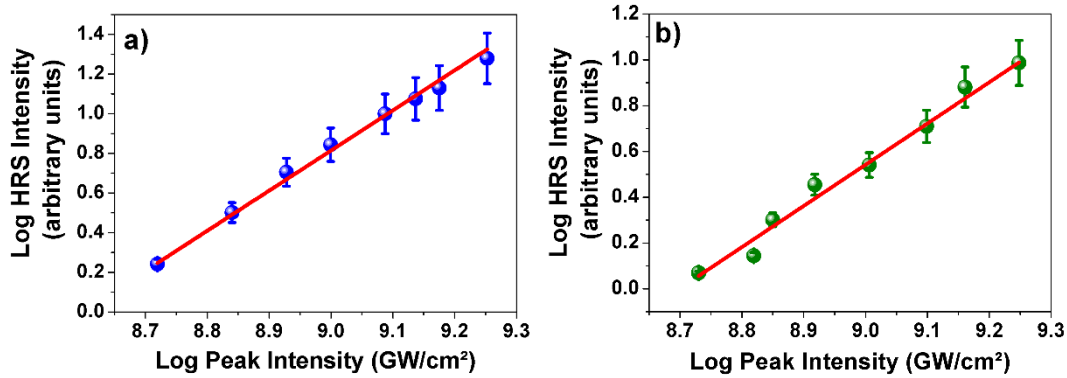 a)
Log HRS Intensity
(arbitrary units)
1.4
1.2
1.0
0.8
0.6
0.4
0.2
0.0
8.7 8.8 8.9 9.0 9.1 9.2 9.3
Log Peak Intensity (GW/cm²)
b)
Log HRS Intensity
(arbitrary units)
1.2
1.0
0.8
0.6
0.4
0.2
0.0
8.7 8.8 8.9 9.0 9.1 9.2 9.3
Log Peak Intensity (GW/cm²)